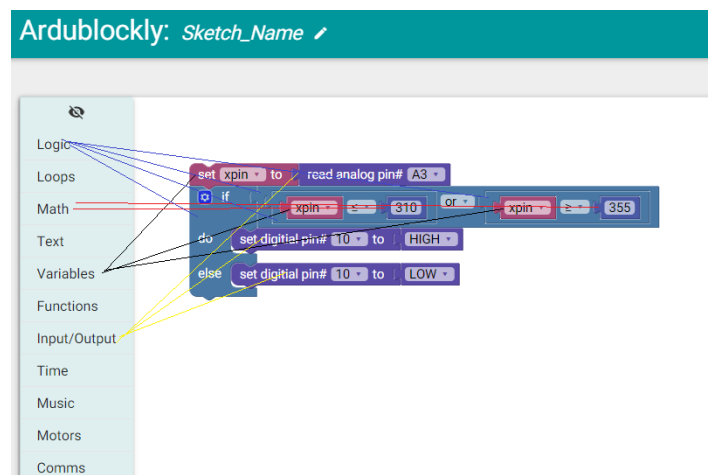 Ardublockly: Sketch_Name
Logic
Loops
Math
Text
Variables
Functions
Input/Output
Time
Music
Motors
Comms
set xpin to read analog pin# A3
if xpin ≤ 310 or xpin ≥ 355
do set digitial pin# 10 to HIGH
else set digitial pin# 10 to LOW